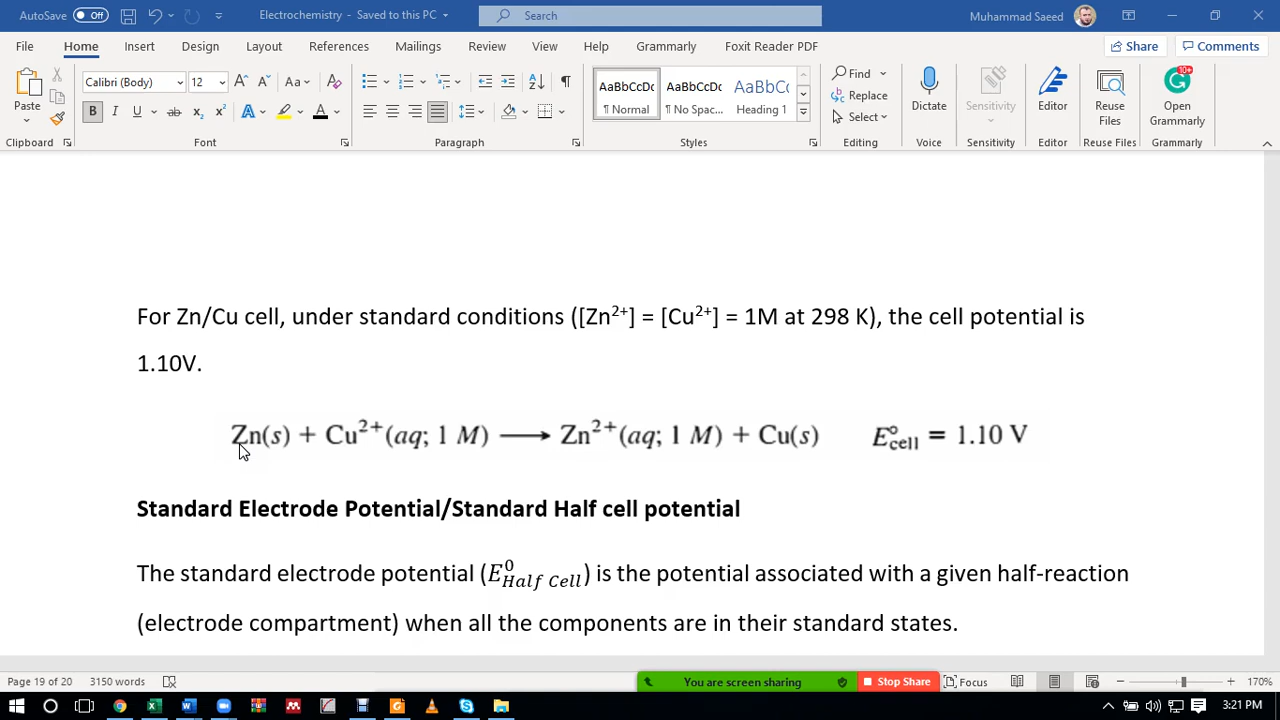 AutoSave Off Electrochemistry - Saved to this PC Search Muhammad Saeed
File Home Insert Design Layout References Mailings Review View Help Grammarly Foxit Reader PDF Share Comments
Paste Calibri (Body) 12 Aa AaBbCcDc AaBbCcDc AaBbCc Find Replace Select Dictate Sensitivity Editor Reuse Files 10+ Open Grammarly
B I U ab x₂ x² A A ¶ Normal ¶ No Spac... Heading 1
Clipboard Font Paragraph Styles Editing Voice Sensitivity Editor Reuse Files Grammarly
For Zn/Cu cell, under standard conditions ([Zn²⁺] = [Cu²⁺] = 1M at 298 K), the cell potential is
1.10V.
Zn(s) + Cu²⁺(aq; 1 M) ⟶ Zn²⁺(aq; 1 M) + Cu(s) E°cell = 1.10 V
Standard Electrode Potential/Standard Half cell potential
The standard electrode potential (E⁰Half Cell) is the potential associated with a given half-reaction
(electrode compartment) when all the components are in their standard states.
Page 19 of 20 3150 words You are screen sharing Stop Share Focus 170%
3:21 PM